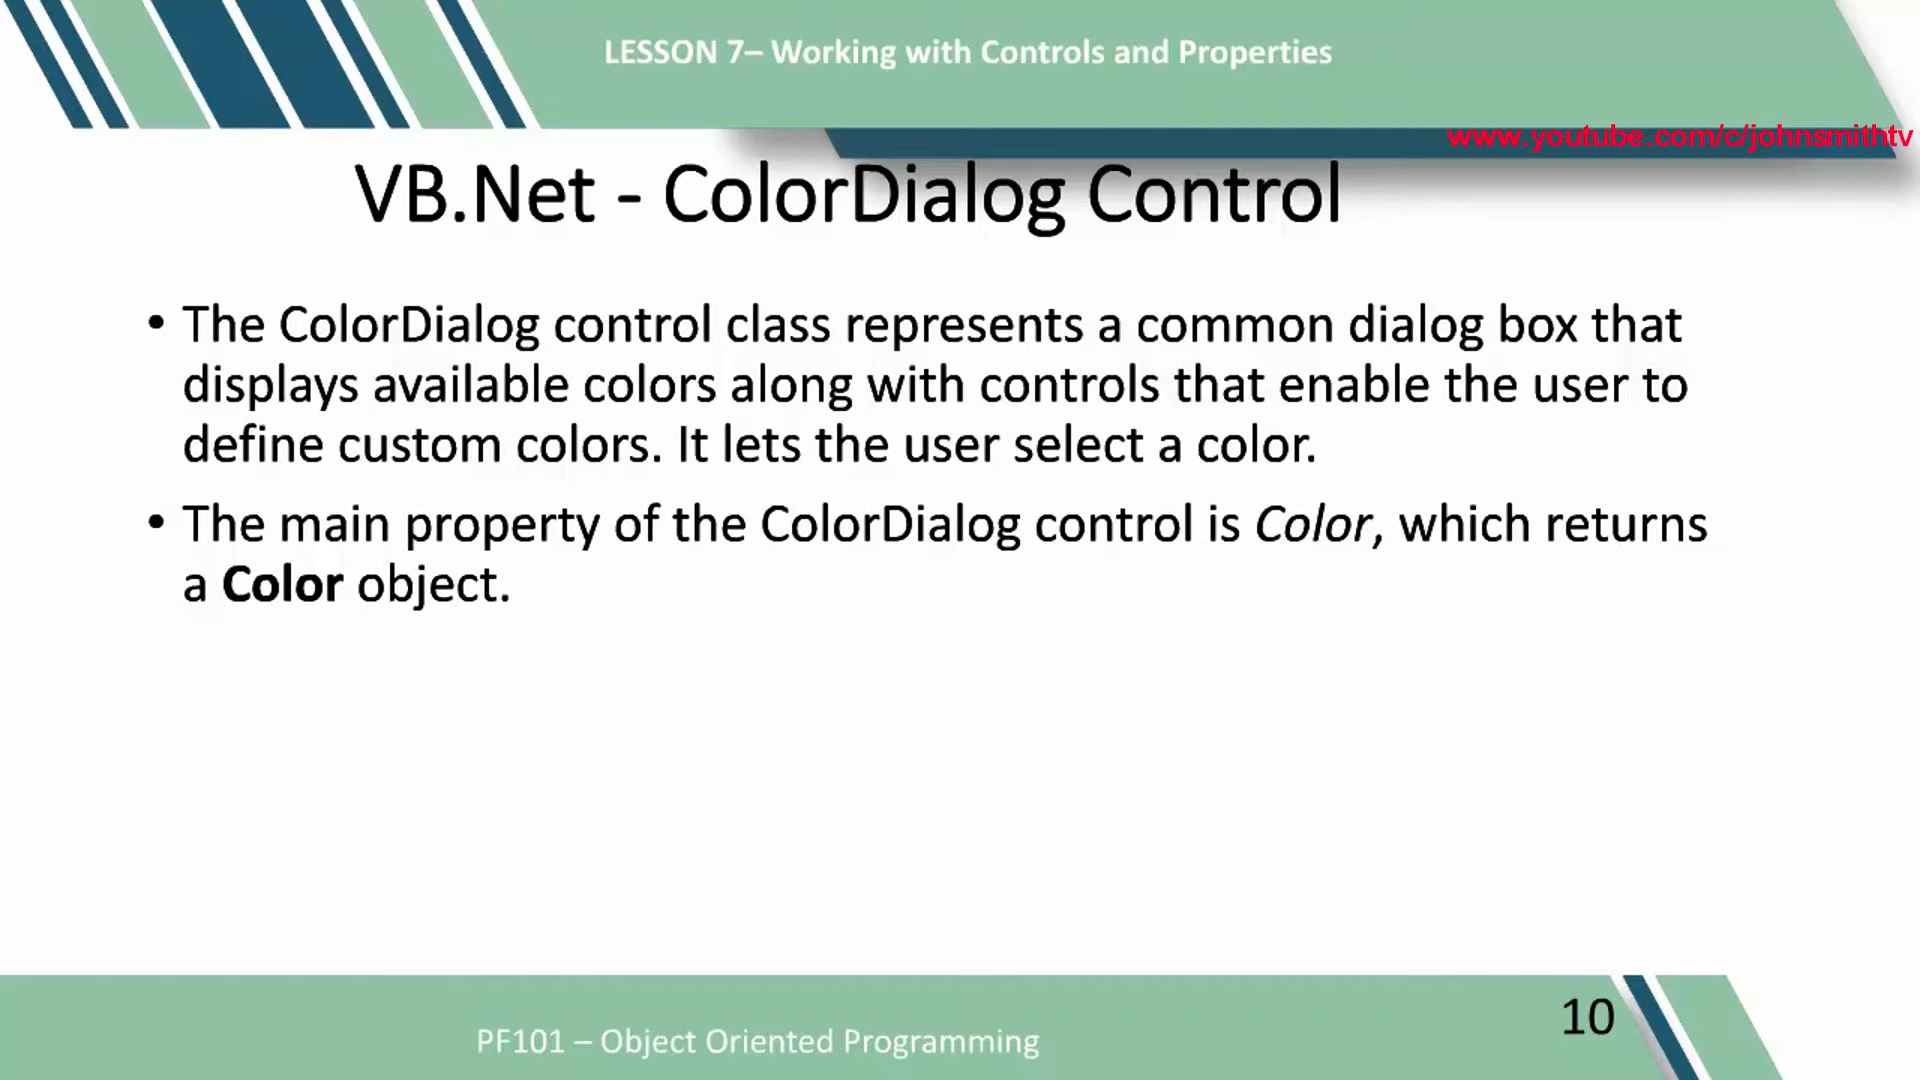 LESSON 7– Working with Controls and Properties
www.youtube.com/c/johnsmithtv
VB.Net - ColorDialog Control
• The ColorDialog control class represents a common dialog box that
displays available colors along with controls that enable the user to
define custom colors. It lets the user select a color.
• The main property of the ColorDialog control is Color, which returns
a Color object.
10
PF101 – Object Oriented Programming